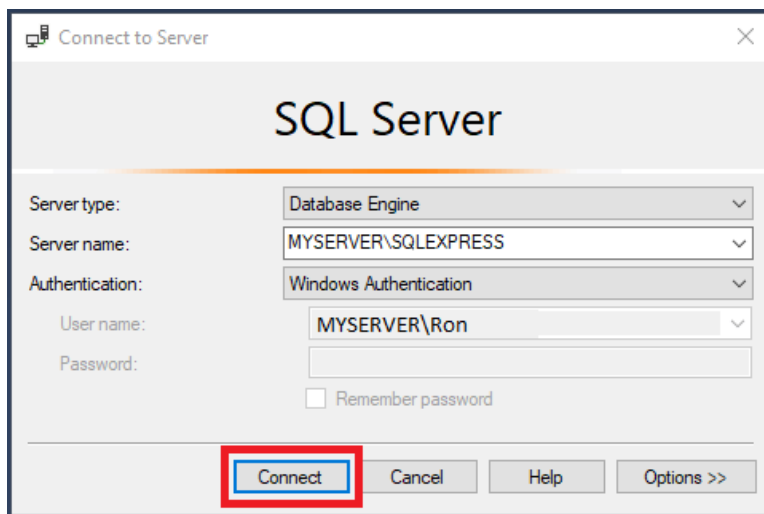 Connect to Server
SQL Server
Server type: Database Engine
Server name: MYSERVER\SQLEXPRESS
Authentication: Windows Authentication
User name: MYSERVER\Ron
Password:
Remember password
Connect Cancel Help Options >>